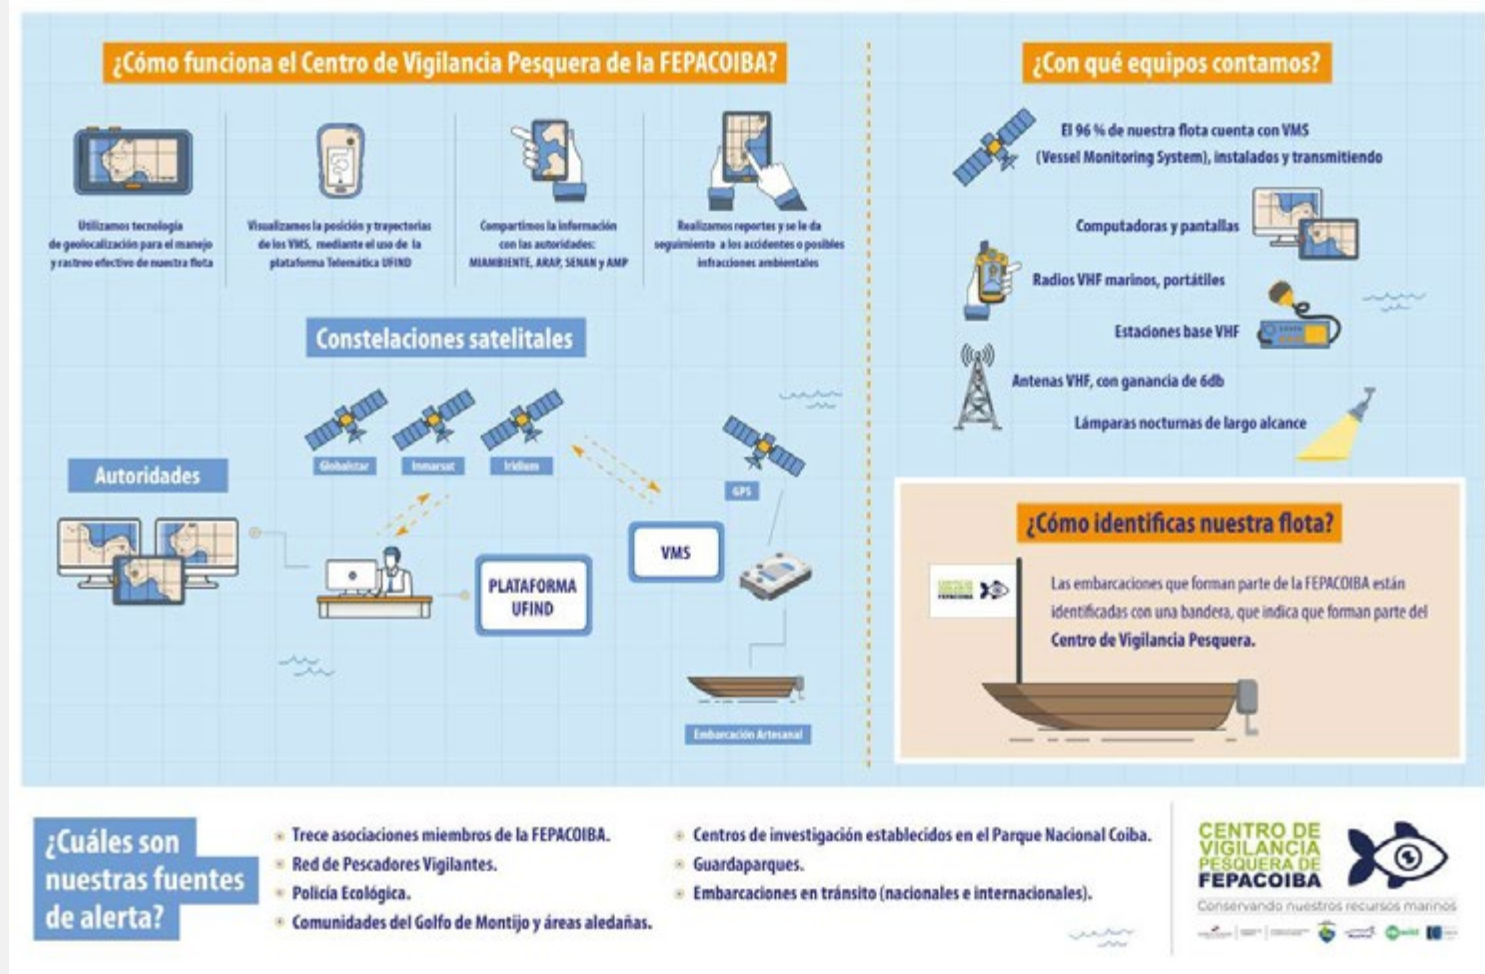 ¿Cómo funciona el Centro de Vigilancia Pesquera de la FEPACOIBA?
Utilizamos tecnología
de geolocalización para el manejo
y rastreo efectivo de nuestra flota
Visualizamos la posición y trayectorias
de los VMS, mediante el uso de la
plataforma Telemática UFIND
Compartimos la información
con las autoridades:
MIAMBIENTE, ARAP, SENAN y AMP
Realizamos reportes y se le da
seguimiento a los accidentes o posibles
infracciones ambientales
Constelaciones satelitales
Globalstar
Inmarsat
Iridium
GPS
Autoridades
VMS
PLATAFORMA
UFIND
Embarcación Artesanal
¿Con qué equipos contamos?
El 96 % de nuestra flota cuenta con VMS
(Vessel Monitoring System), instalados y transmitiendo
Computadoras y pantallas
Radios VHF marinos, portátiles
Estaciones base VHF
Antenas VHF, con ganancia de 6db
Lámparas nocturnas de largo alcance
¿Cómo identificas nuestra flota?
FEPACOIBA
Las embarcaciones que forman parte de la FEPACOIBA están
identificadas con una bandera, que indica que forman parte del
Centro de Vigilancia Pesquera.
¿Cuáles son
nuestras fuentes
de alerta?
Trece asociaciones miembros de la FEPACOIBA.
Red de Pescadores Vigilantes.
Policía Ecológica.
Comunidades del Golfo de Montijo y áreas aledañas.
Centros de investigación establecidos en el Parque Nacional Coiba.
Guardaparques.
Embarcaciones en tránsito (nacionales e internacionales).
CENTRO DE
VIGILANCIA
PESQUERA DE
FEPACOIBA
Conservando nuestros recursos marinos